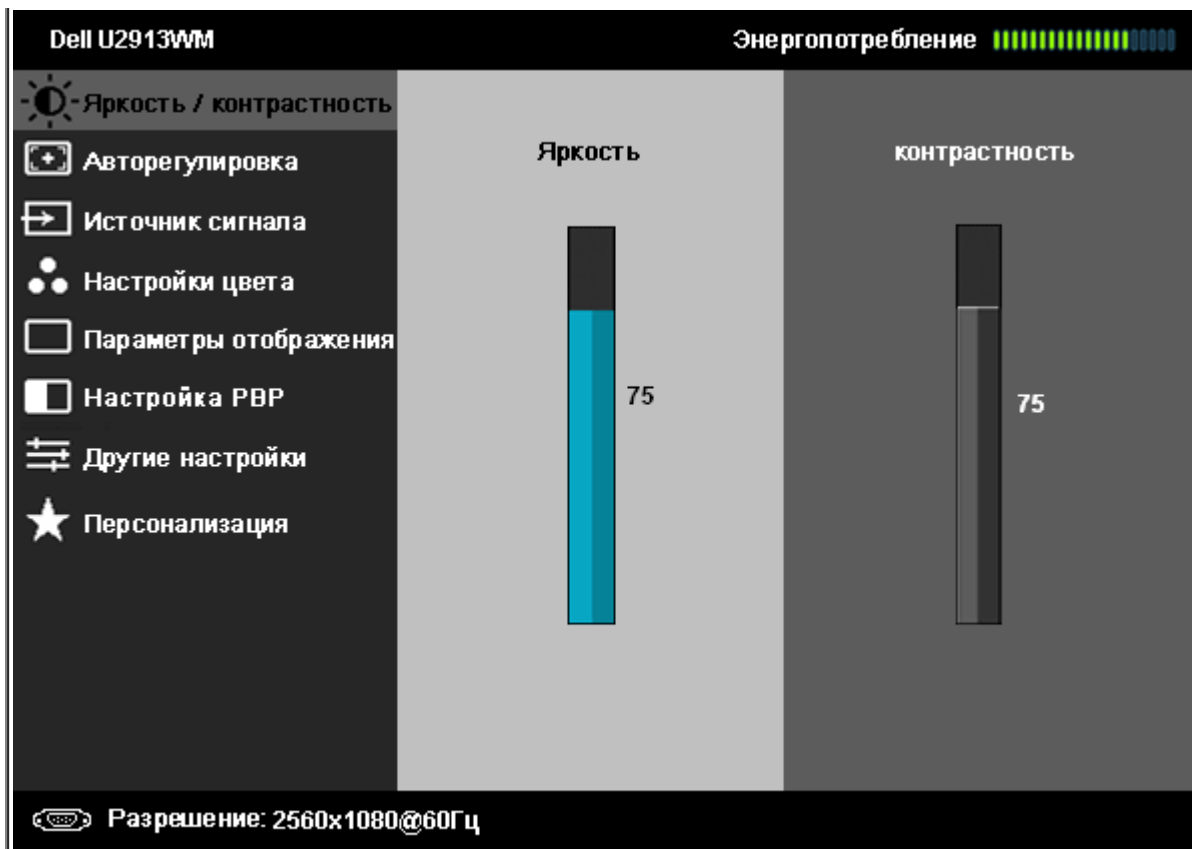 Dell U2913WM
Энергопотребление
Яркость / контрастность
Авторегулировка
Источник сигнала
Настройки цвета
Параметры отображения
Настройка PBP
Другие настройки
Персонализация
Яркость
75
контрастность
75
Разрешение: 2560x1080@60Гц